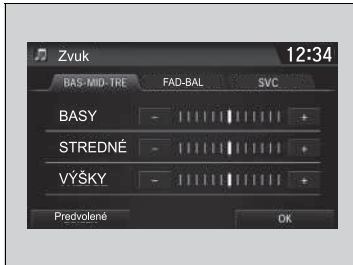 Zvuk 12:34
BAS-MID-TRE FAD-BAL SVC
BASY - +
STREDNÉ - +
VÝŠKY - +
Predvolené OK